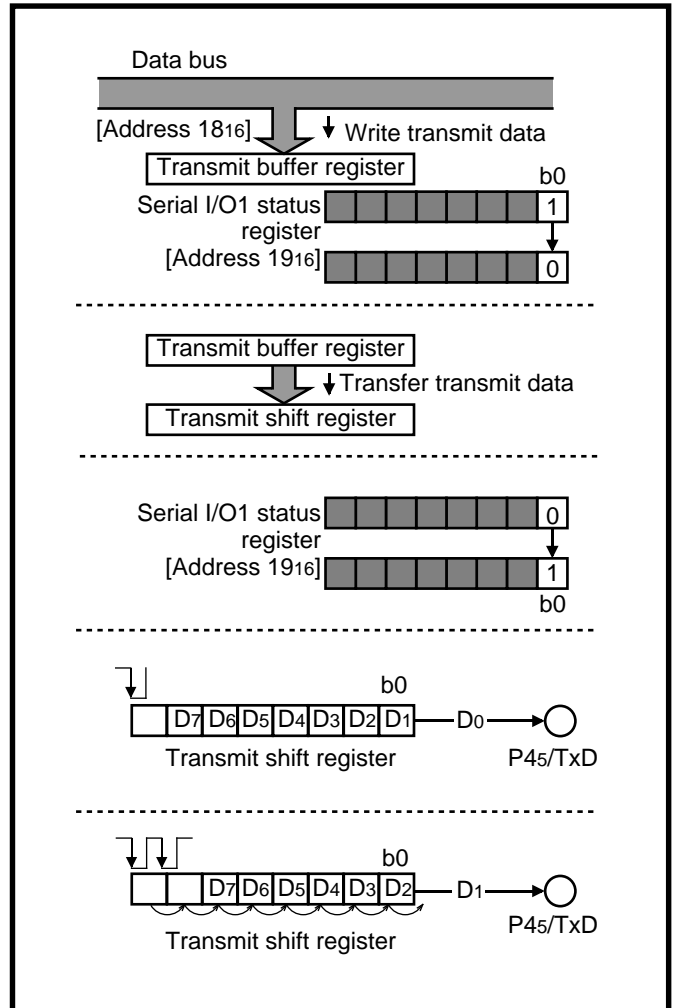 Data bus
[Address 1816]
Write transmit data
Transmit buffer register
b0
Serial I/O1 status register
[Address 1916]
1
0
Transmit buffer register
Transfer transmit data
Transmit shift register
Serial I/O1 status register
[Address 1916]
0
1
b0
b0
D7 D6 D5 D4 D3 D2 D1 D0
Transmit shift register
P45/TxD
b0
D7 D6 D5 D4 D3 D2 D1
Transmit shift register
P45/TxD